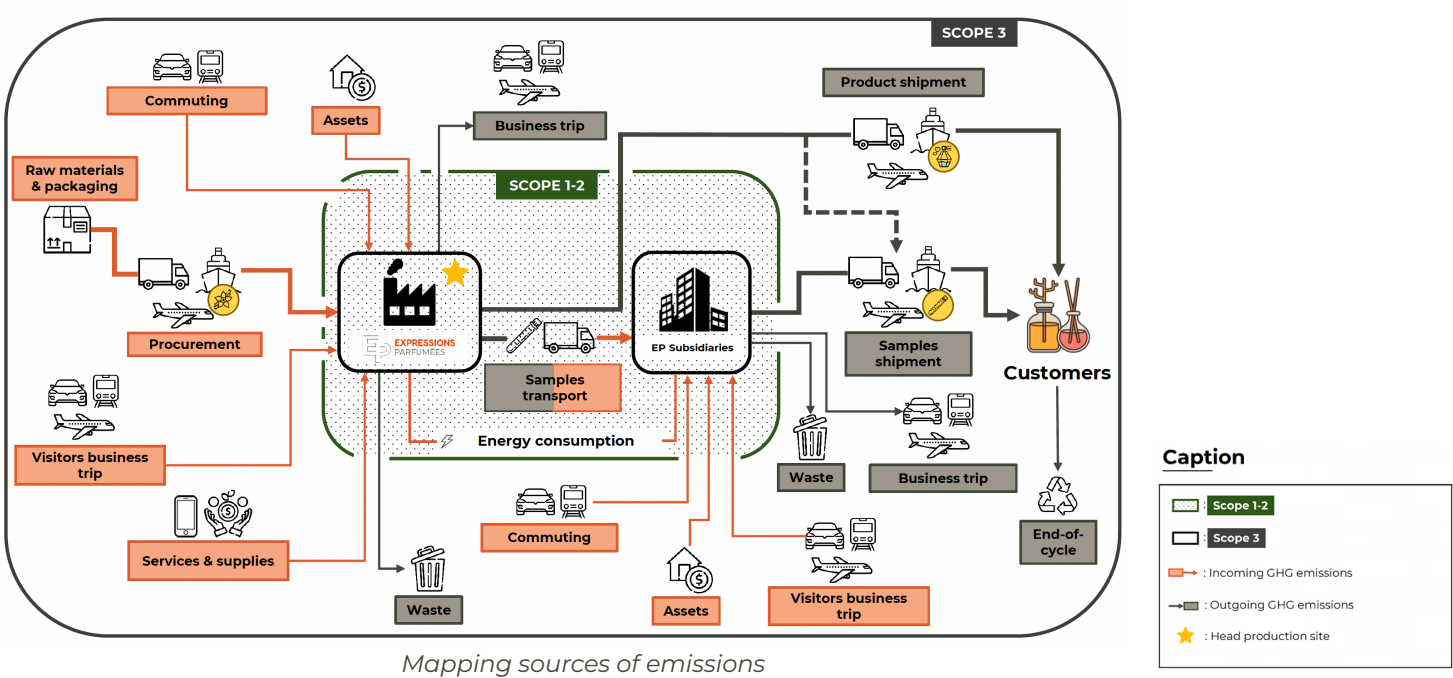 SCOPE 3
Commuting
Assets
Business trip
Product shipment
Raw materials
& packaging
SCOPE 1-2
Procurement
EP
EXPRESSIONS
PARFUMÉES
EP Subsidiaries
Samples
transport
Samples
shipment
Customers
Energy consumption
Visitors business
trip
Waste
Business trip
Services & supplies
Commuting
End-of-
cycle
Waste
Assets
Visitors business
trip
Caption
: Scope 1-2
: Scope 3
: Incoming GHG emissions
: Outgoing GHG emissions
: Head production site
Mapping sources of emissions